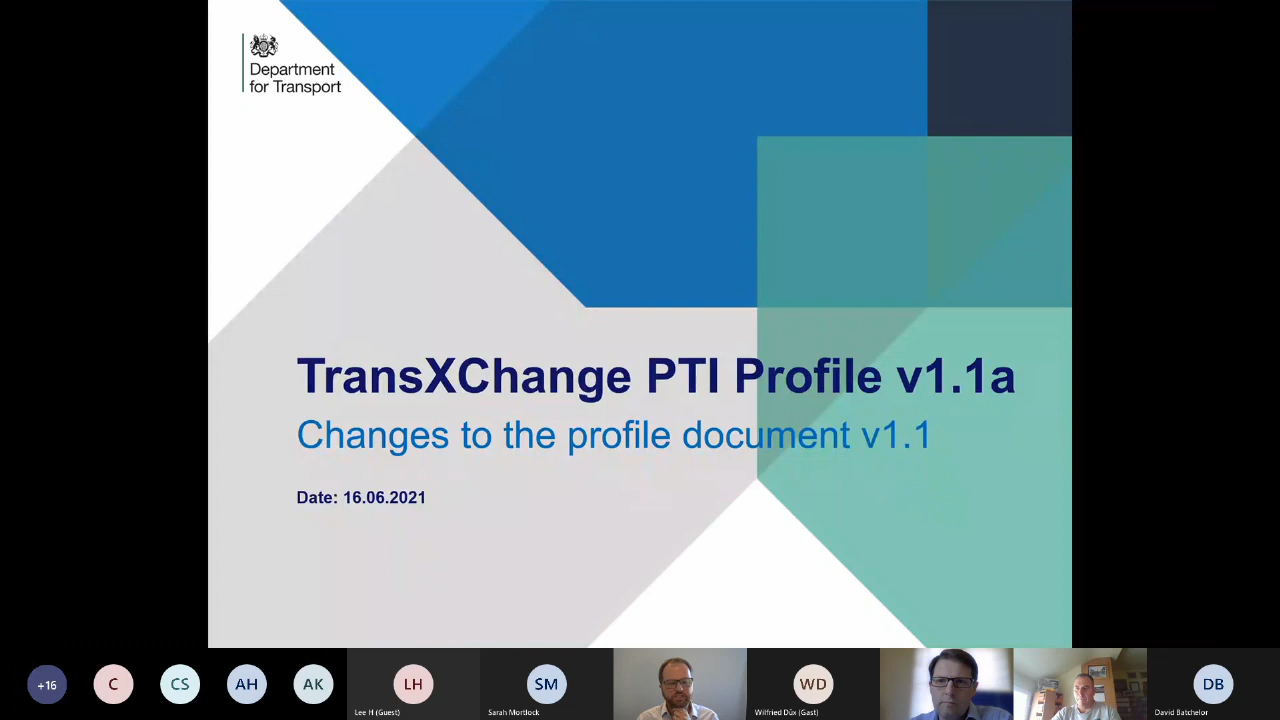 Department
for Transport
TransXChange PTI Profile v1.1a
Changes to the profile document v1.1
Date: 16.06.2021
+16
C
CS
AH
AK
LH
SM
WD
DB
Lee H (Guest)
Sarah Mortlock
Wilfried Düx (Gast)
David Batchelor